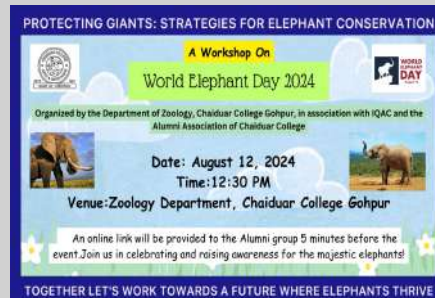 PROTECTING GIANTS: STRATEGIES FOR ELEPHANT CONSERVATION
A Workshop On
WORLD
ELEPHANT
DAY
World Elephant Day 2024
Organized by the Department of Zoology, Chaiduar College Gohpur, in association with IQAC and the
Alumni Association of Chaiduar College
Date: August 12, 2024
Time:12:30 PM
Venue:Zoology Department, Chaiduar College Gohpur
An online link will be provided to the Alumni group 5 minutes before the
event.Join us in celebrating and raising awareness for the majestic elephants!
TOGETHER LET'S WORK TOWARDS A FUTURE WHERE ELEPHANTS THRIVE